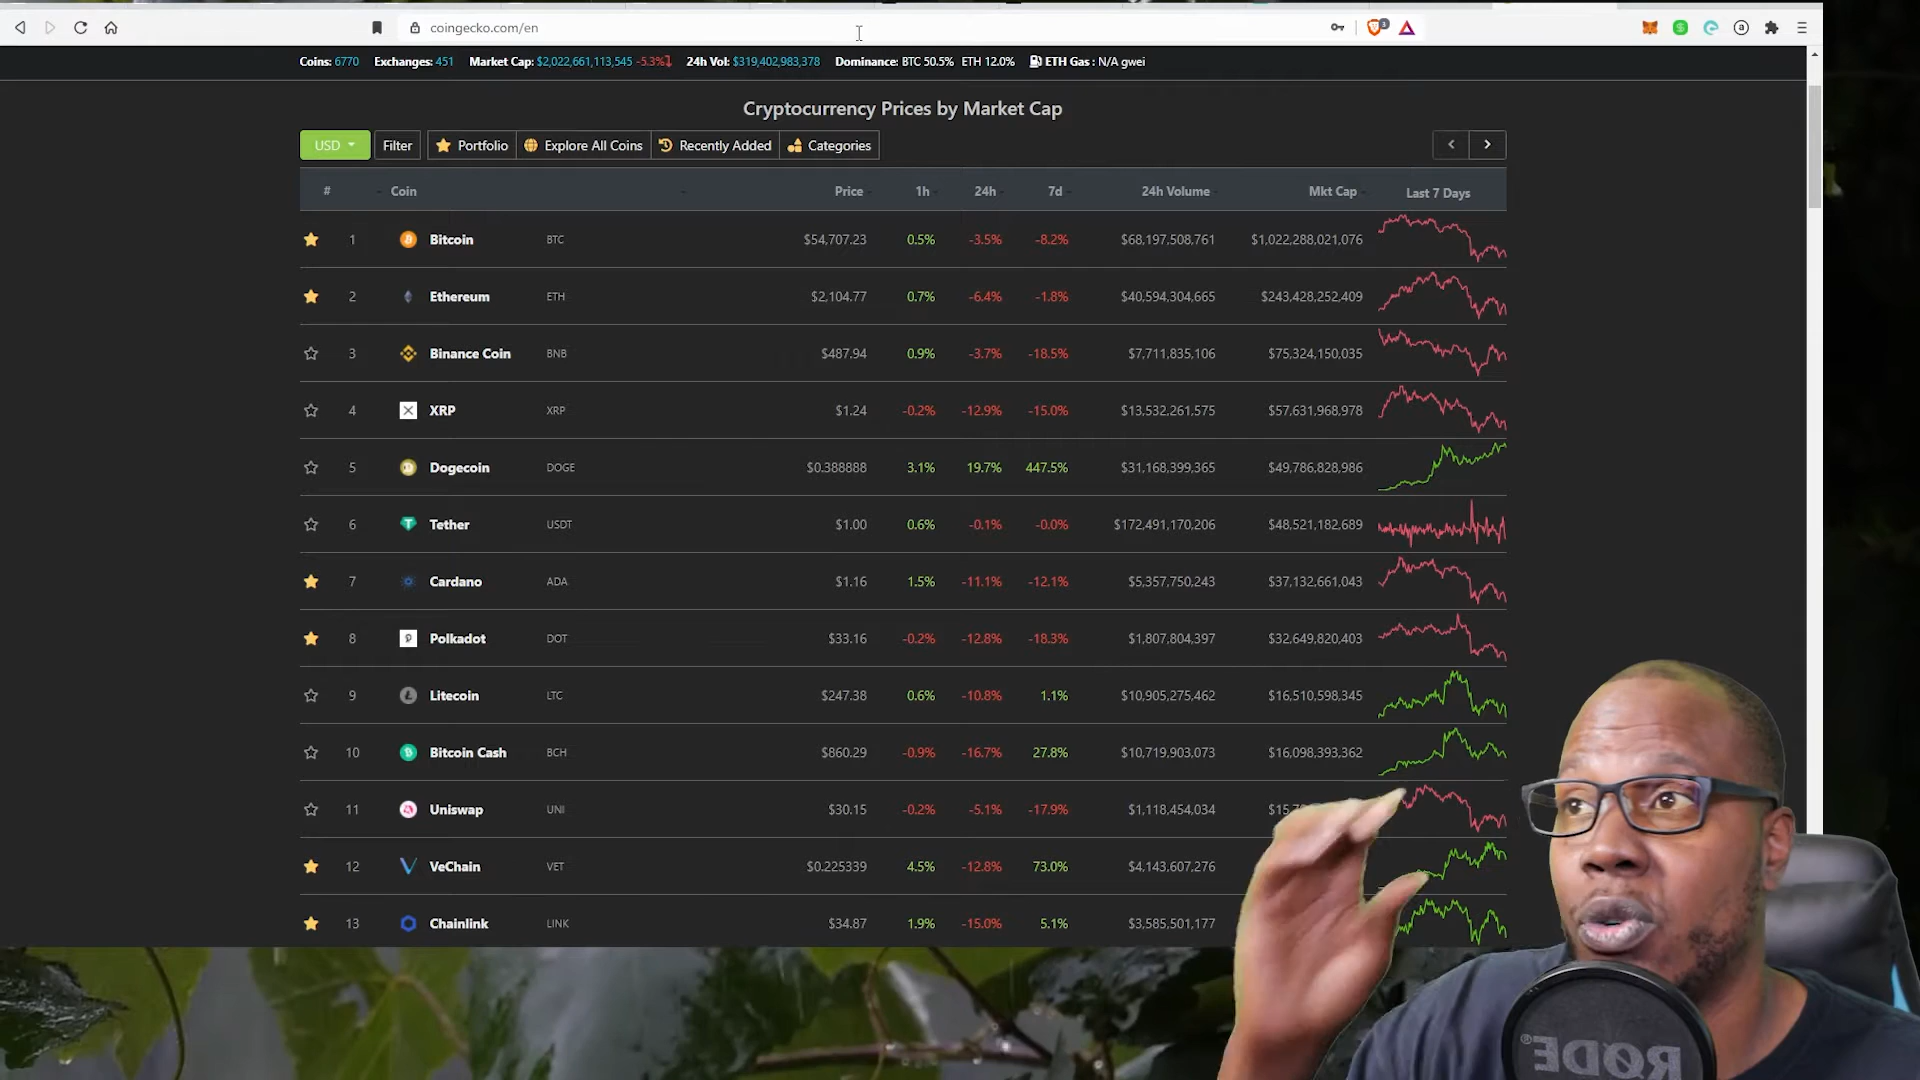 coingecko.com/en
Coins: 6770 Exchanges: 451 Market Cap: $2,022,661,113,545 -5.3% 24h Vol: $319,402,983,378 Dominance: BTC 50.5% ETH 12.0% ETH Gas : N/A gwei
Cryptocurrency Prices by Market Cap
USD Filter Portfolio Explore All Coins Recently Added Categories
# Coin Price 1h 24h 7d 24h Volume Mkt Cap Last 7 Days
1 Bitcoin BTC $54,707.23 0.5% -3.5% -8.2% $68,197,508,761 $1,022,288,021,076
2 Ethereum ETH $2,104.77 0.7% -6.4% -1.8% $40,594,304,665 $243,428,252,409
3 Binance Coin BNB $487.94 0.9% -3.7% -18.5% $7,711,835,106 $75,324,150,035
4 XRP XRP $1.24 -0.2% -12.9% -15.0% $13,532,261,575 $57,631,968,978
5 Dogecoin DOGE $0.388888 3.1% 19.7% 447.5% $31,168,399,365 $49,786,828,986
6 Tether USDT $1.00 0.6% -0.1% -0.0% $172,491,170,206 $48,521,182,689
7 Cardano ADA $1.16 1.5% -11.1% -12.1% $5,357,750,243 $37,132,661,043
8 Polkadot DOT $33.16 -0.2% -12.8% -18.3% $1,807,804,397 $32,649,820,403
9 Litecoin LTC $247.38 0.6% -10.8% 1.1% $10,905,275,462 $16,510,598,345
10 Bitcoin Cash BCH $860.29 -0.9% -16.7% 27.8% $10,719,903,073 $16,098,393,362
11 Uniswap UNI $30.15 -0.2% -5.1% -17.9% $1,118,454,034
12 VeChain VET $0.225339 4.5% -12.8% 73.0% $4,143,607,276
13 Chainlink LINK $34.87 1.9% -15.0% 5.1% $3,585,501,177
RØDE